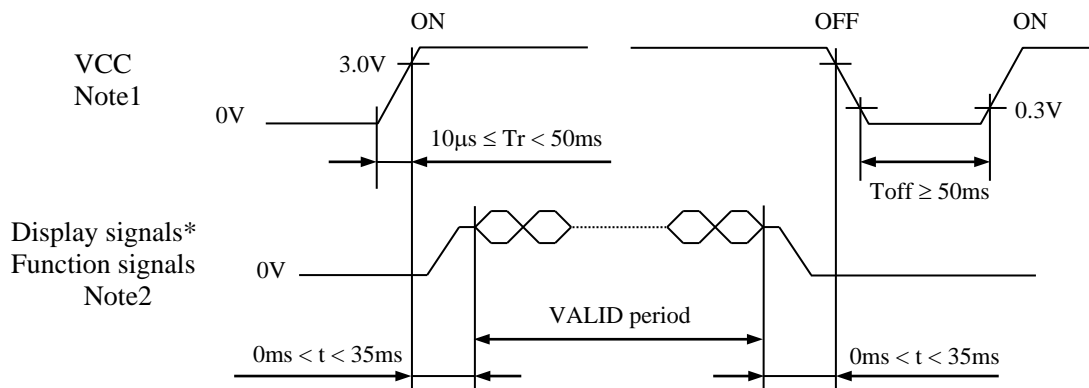 ON
OFF
ON
VCC
Note1
3.0V
0V
0.3V
10μs ≤ Tr < 50ms
Toff ≥ 50ms
Display signals*
Function signals
Note2
0V
VALID period
0ms < t < 35ms
0ms < t < 35ms